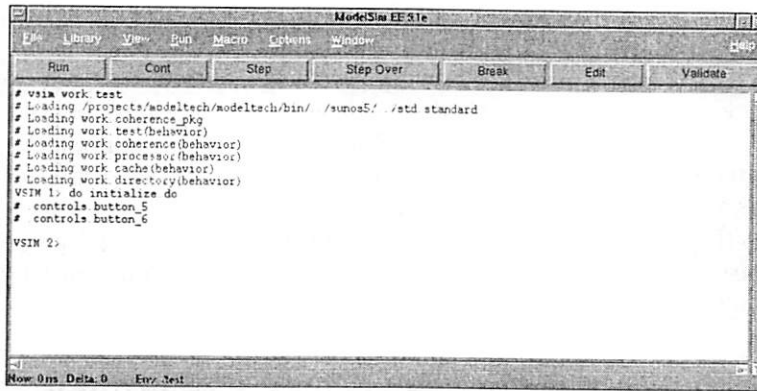 ModelSim EE 5.1e
File Library View Run Macro Options Window Help
Run Cont Step Step Over Break Edit Validate
# vsim work.test
# Loading /projects/modeltech/modeltech/bin/../sunos5/../std.standard
# Loading work.coherence_pkg
# Loading work.test(behavior)
# Loading work.coherence(behavior)
# Loading work.processor(behavior)
# Loading work.cache(behavior)
# Loading work.directory(behavior)
VSIM 1> do initialize.do
# .controls.button_5
# .controls.button_6
VSIM 2>
Now: 0 ns Delta: 0 Env: /test